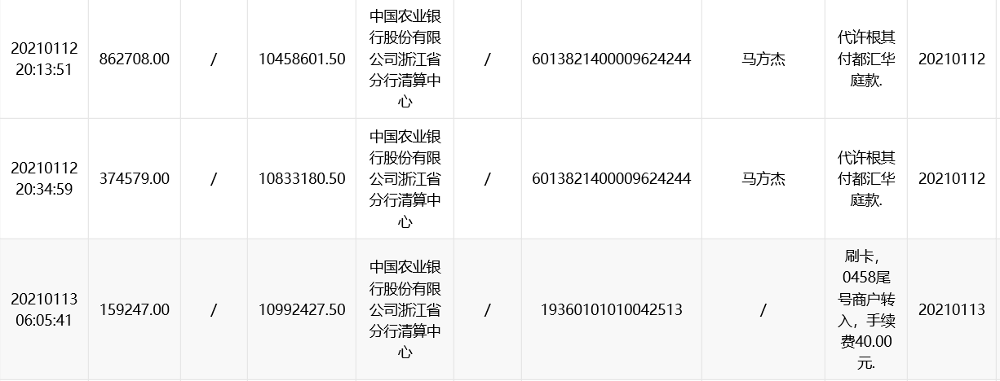 20210112
20:13:51
862708.00
/
10458601.50
中国农业银
行股份有限
公司浙江省
分行清算中
心
/
6013821400009624244
马方杰
代许根其
付都汇华
庭款.
20210112
20210112
20:34:59
374579.00
/
10833180.50
中国农业银
行股份有限
公司浙江省
分行清算中
心
/
6013821400009624244
马方杰
代许根其
付都汇华
庭款.
20210112
20210113
06:05:41
159247.00
/
10992427.50
中国农业银
行股份有限
公司浙江省
分行清算中
心
/
19360101010042513
/
刷卡，
0458尾
号商户转
入，手续
费40.00
元.
20210113